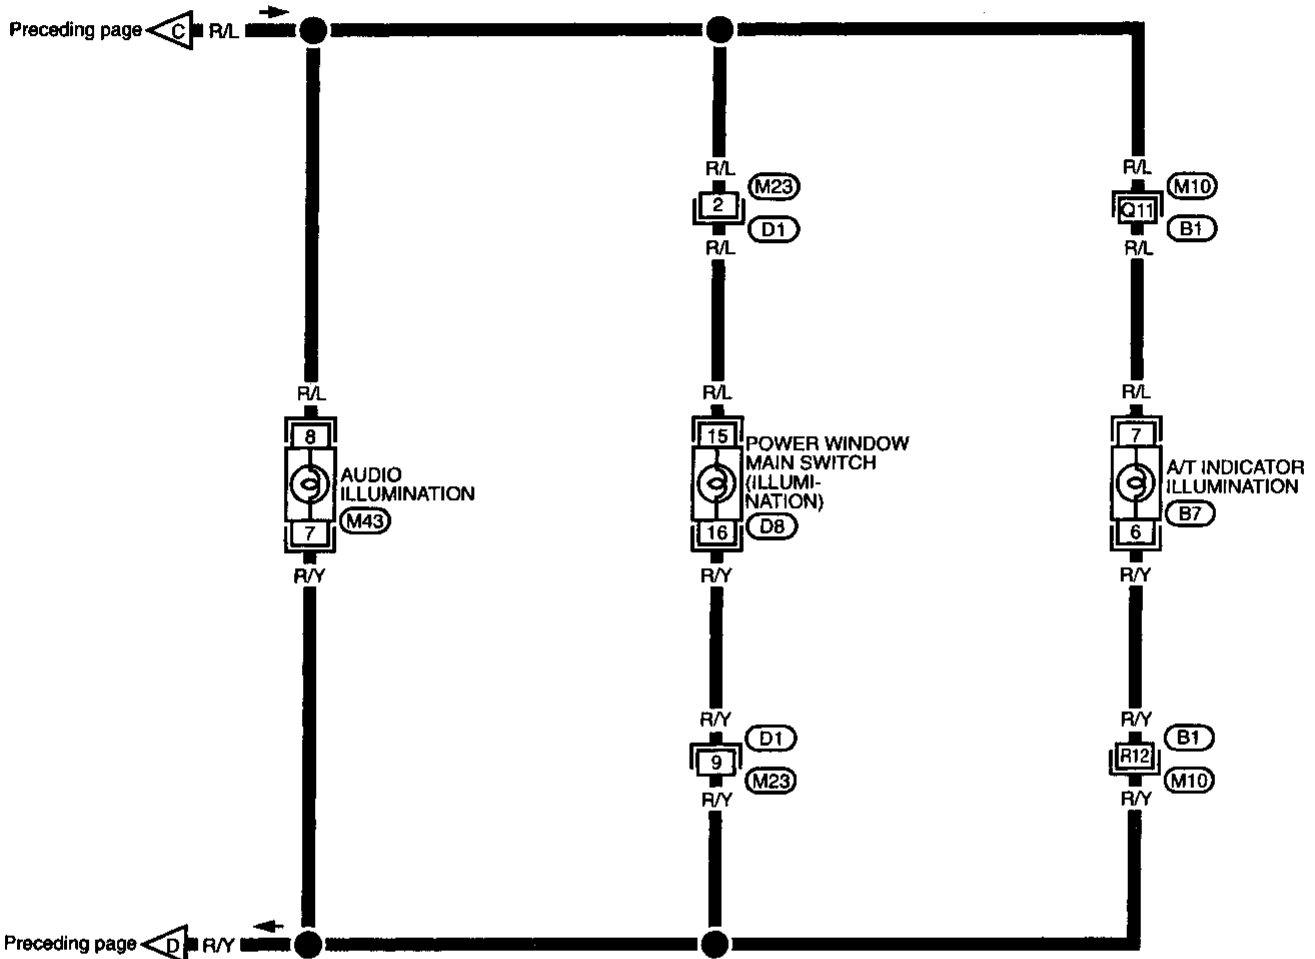 Preceding page C R/L
R/L
M23
2
D1
R/L
R/L
M10
Q11
B1
R/L
R/L
8
AUDIO
ILLUMINATION
M43
7
R/Y
R/L
15
POWER WINDOW
MAIN SWITCH
(ILLUMI-
NATION)
D8
16
R/Y
R/L
7
A/T INDICATOR
ILLUMINATION
B7
6
R/Y
R/Y
D1
9
M23
R/Y
R/Y
B1
R12
M10
R/Y
Preceding page D R/Y